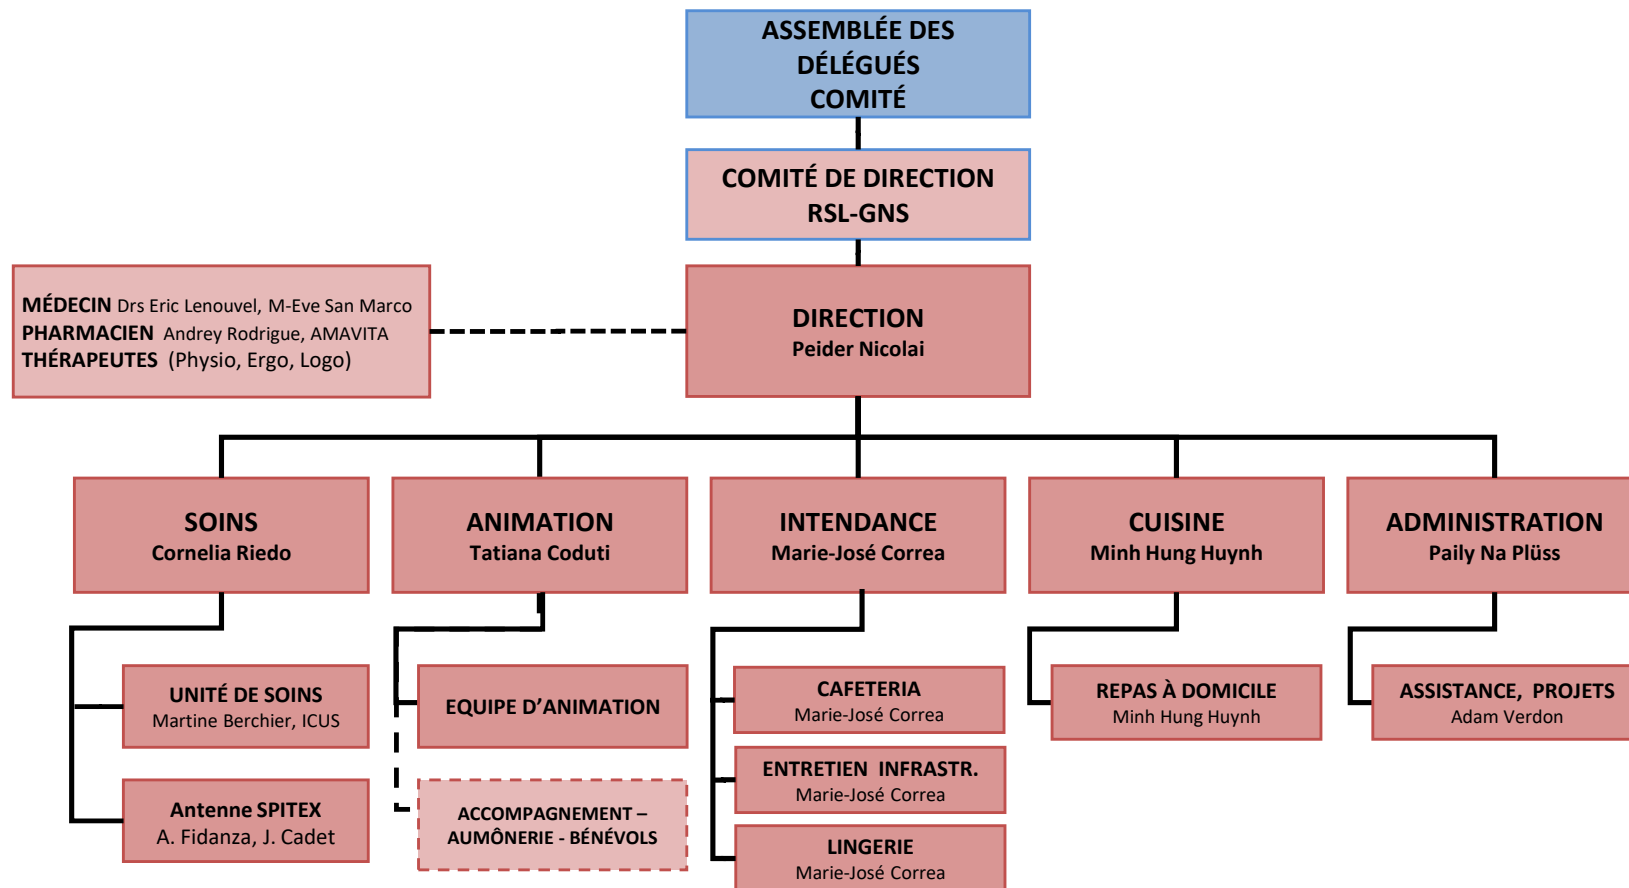 ASSEMBLÉE DES
DÉLÉGUÉS
COMITÉ
COMITÉ DE DIRECTION
RSL-GNS
MÉDECIN Drs Eric Lenouvel, M-Eve San Marco
PHARMACIEN Andrey Rodrigue, AMAVITA
THÉRAPEUTES (Physio, Ergo, Logo)
DIRECTION
Peider Nicolai
SOINS
Cornelia Riedo
ANIMATION
Tatiana Coduti
INTENDANCE
Marie-José Correa
CUISINE
Minh Hung Huynh
ADMINISTRATION
Paily Na Plüss
UNITÉ DE SOINS
Martine Berchier, ICUS
Antenne SPITEX
A. Fidanza, J. Cadet
EQUIPE D’ANIMATION
ACCOMPAGNEMENT –
AUMÔNERIE - BÉNÉVOLS
CAFETERIA
Marie-José Correa
ENTRETIEN INFRASTR.
Marie-José Correa
LINGERIE
Marie-José Correa
REPAS À DOMICILE
Minh Hung Huynh
ASSISTANCE, PROJETS
Adam Verdon